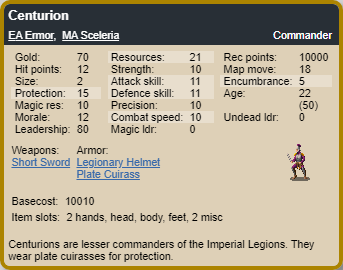 Centurion
EA Ermor, MA Sceleria Commander
Gold: 70 Resources: 21 Rec points: 10000
Hit points: 12 Strength: 10 Map move: 18
Size: 2 Attack skill: 11 Encumbrance: 5
Protection: 15 Defence skill: 11 Age: 22
Magic res: 10 Precision: 10 (50)
Morale: 12 Combat speed: 10 Undead ldr: 0
Leadership: 80 Magic ldr: 0
Weapons: Armor:
Short Sword Legionary Helmet
Plate Cuirass
Basecost: 10010
Item slots: 2 hands, head, body, feet, 2 misc
Centurions are lesser commanders of the Imperial Legions. They
wear plate cuirasses for protection.